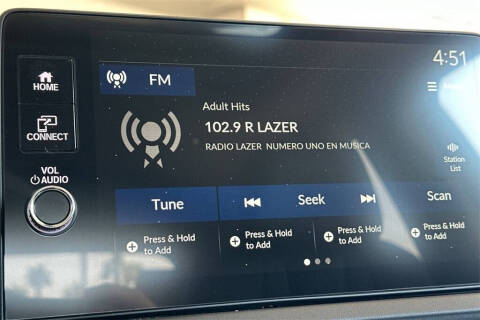 4:51
HOME
FM
Adult Hits
102.9 R LAZER
RADIO LAZER NUMERO UNO EN MUSICA
CONNECT
Station
List
VOL
AUDIO
Tune
Seek
Scan
Press & Hold
to Add
Press & Hold
to Add
Press & Hold
to Add
Press & Hold
to Add